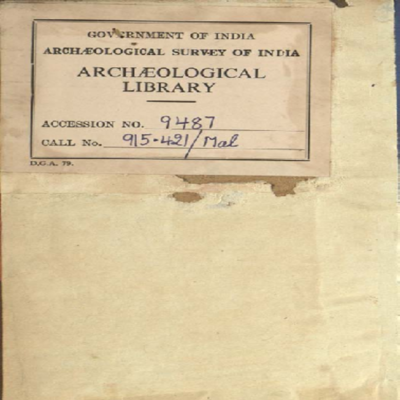 GOVERNMENT OF INDIA
ARCHÆOLOGICAL SURVEY OF INDIA
ARCHÆOLOGICAL
LIBRARY
ACCESSION NO. 9487
CALL No. 915.421/Mal
D.G.A. 79.